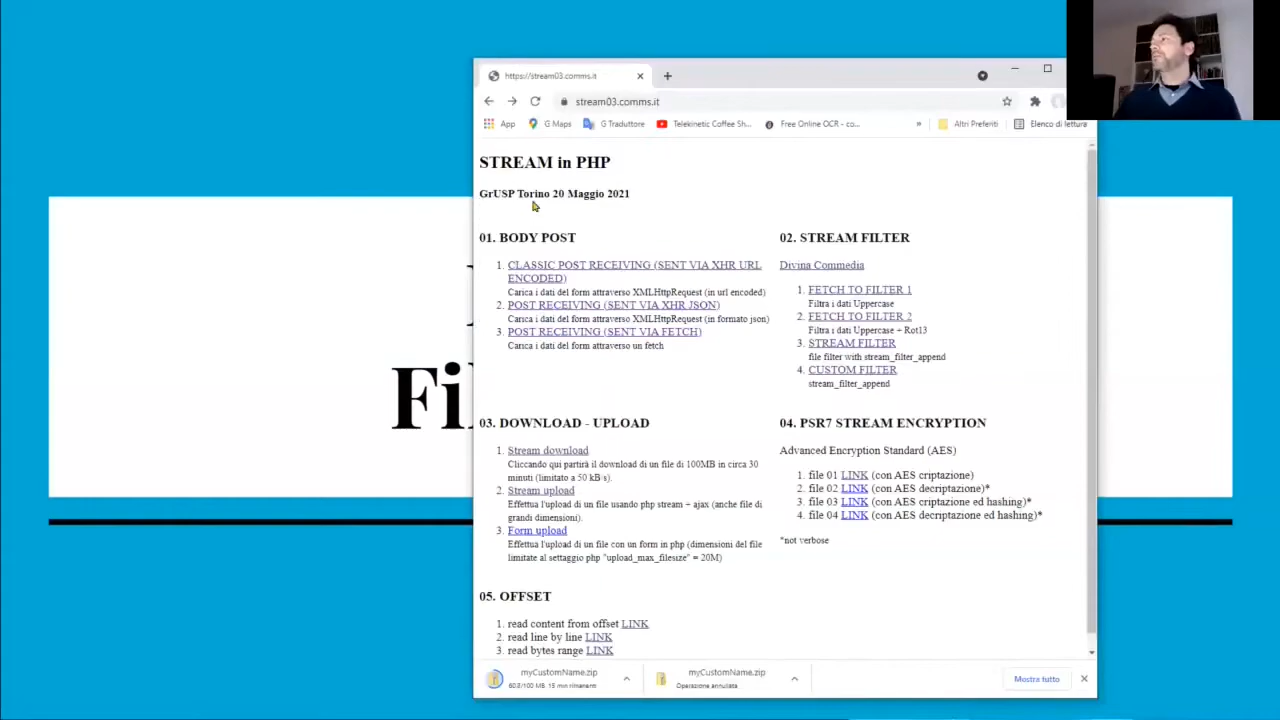 https://stream03.comms.it
stream03.comms.it
App G Maps G Traduttore Telekinetic Coffee Sh... Free Online OCR - co... » Altri Preferiti Elenco di lettura
STREAM in PHP
GrUSP Torino 20 Maggio 2021
01. BODY POST
1. CLASSIC POST RECEIVING (SENT VIA XHR URL
ENCODED)
Carica i dati del form attraverso XMLHttpRequest (in url encoded)
2. POST RECEIVING (SENT VIA XHR JSON)
Carica i dati del form attraverso XMLHttpRequest (in formato json)
3. POST RECEIVING (SENT VIA FETCH)
Carica i dati del form attraverso un fetch
02. STREAM FILTER
Divina Commedia
1. FETCH TO FILTER 1
Filtra i dati Uppercase
2. FETCH TO FILTER 2
Filtra i dati Uppercase + Rot13
3. STREAM FILTER
file filter with stream_filter_append
4. CUSTOM FILTER
stream_filter_append
03. DOWNLOAD - UPLOAD
1. Stream download
Cliccando qui partirà il download di un file di 100MB in circa 30
minuti (limitato a 50 kB/s).
2. Stream upload
Effettua l'upload di un file usando php stream + ajax (anche file di
grandi dimensioni).
3. Form upload
Effettua l'upload di un file con un form in php (dimensioni del file
limitate al settaggio php "upload_max_filesize" = 20M)
04. PSR7 STREAM ENCRYPTION
Advanced Encryption Standard (AES)
1. file 01 LINK (con AES criptazione)
2. file 02 LINK (con AES decriptazione)*
3. file 03 LINK (con AES criptazione ed hashing)*
4. file 04 LINK (con AES decriptazione ed hashing)*
*not verbose
05. OFFSET
1. read content from offset LINK
2. read line by line LINK
3. read bytes range LINK
Fil
myCustomName.zip
60.8/100 MB, 15 min rimanenti
myCustomName.zip
Operazione annullata
Mostra tutto